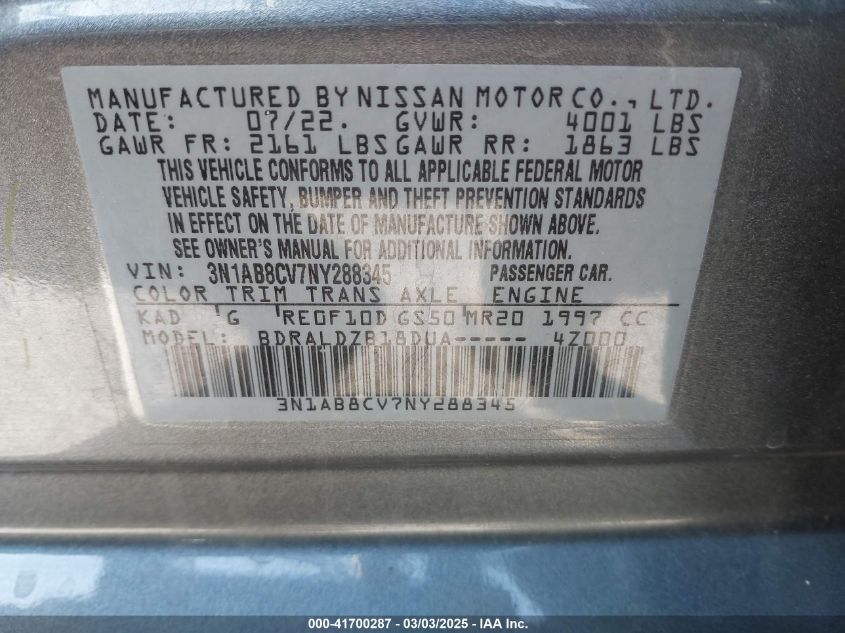 MANUFACTURED BY NISSAN MOTOR CO., LTD.
DATE: 07/22. GVWR: 4001 LBS
GAWR FR: 2161 LBS GAWR RR: 1863 LBS
THIS VEHICLE CONFORMS TO ALL APPLICABLE FEDERAL MOTOR
VEHICLE SAFETY, BUMPER AND THEFT PREVENTION STANDARDS
IN EFFECT ON THE DATE OF MANUFACTURE SHOWN ABOVE.
SEE OWNER'S MANUAL FOR ADDITIONAL INFORMATION.
VIN: 3N1AB8CV7NY288345 PASSENGER CAR.
COLOR TRIM TRANS AXLE ENGINE
KAD G RE0F10D GS50 MR20 1997 CC
MODEL: BDRALDZB18DUA----- 4Z000
3N1AB8CV7NY288345
000-41700287 - 03/03/2025 - IAA Inc.